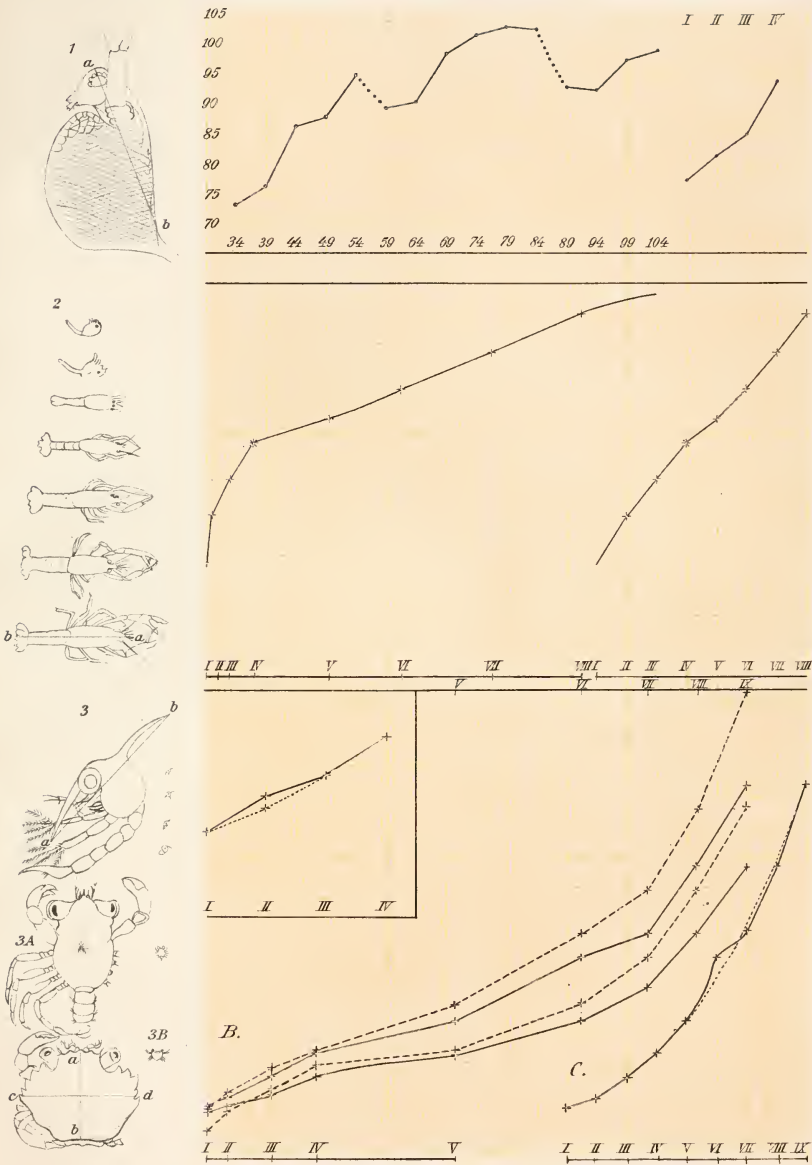 105
100
95
90
85
80
75
70
I II III IV
1
a
b
34 39 44 49 54 59 64 69 74 79 84 89 94 99 104
2
b a
I II III IV V VI VII VIII I II III IV V VI VII VIII
V VI VII VIII IX
3
b
a
I II III IV
3A
3B
a
c d
b
B.
C.
I II III IV V I II III IV V VI VII VIII IX